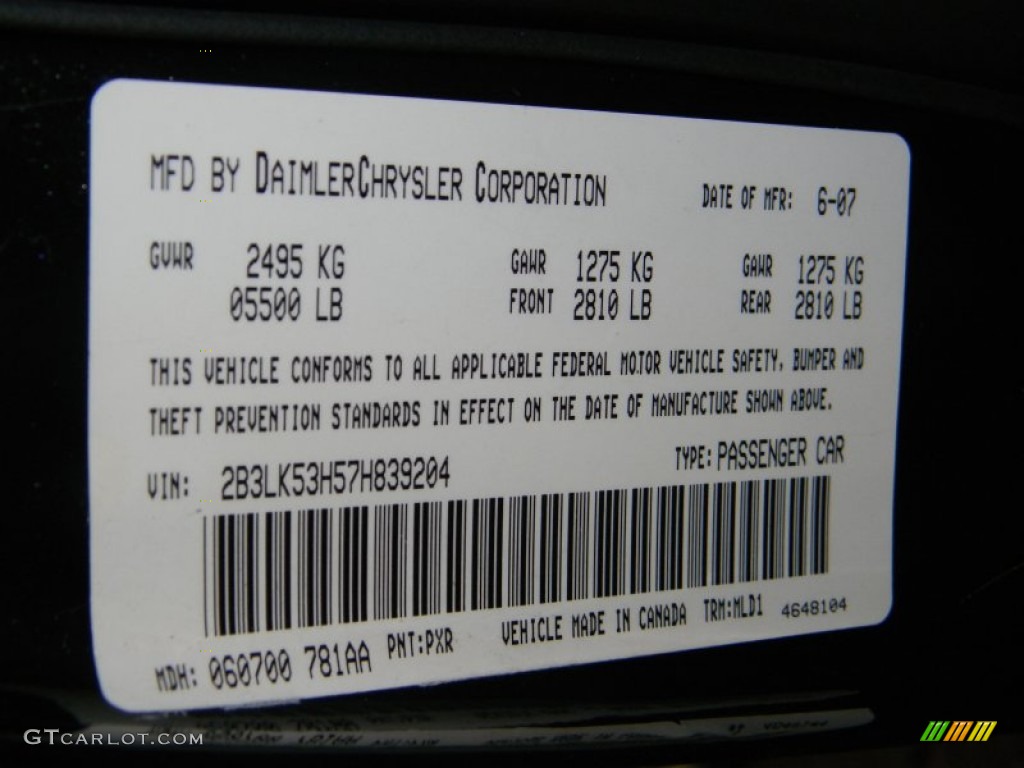 MFD BY DAIMLERCHRYSLER CORPORATION DATE OF MFR: 6-07
GVWR 2495 KG GAWR 1275 KG GAWR 1275 KG
05500 LB FRONT 2810 LB REAR 2810 LB
THIS VEHICLE CONFORMS TO ALL APPLICABLE FEDERAL MOTOR VEHICLE SAFETY, BUMPER AND
THEFT PREVENTION STANDARDS IN EFFECT ON THE DATE OF MANUFACTURE SHOWN ABOVE.
VIN: 2B3LK53H57H839204 TYPE: PASSENGER CAR
MDH: 060700 781AA PNT:PXR VEHICLE MADE IN CANADA TRM:MLD1 4648104
GTCARLOT.COM